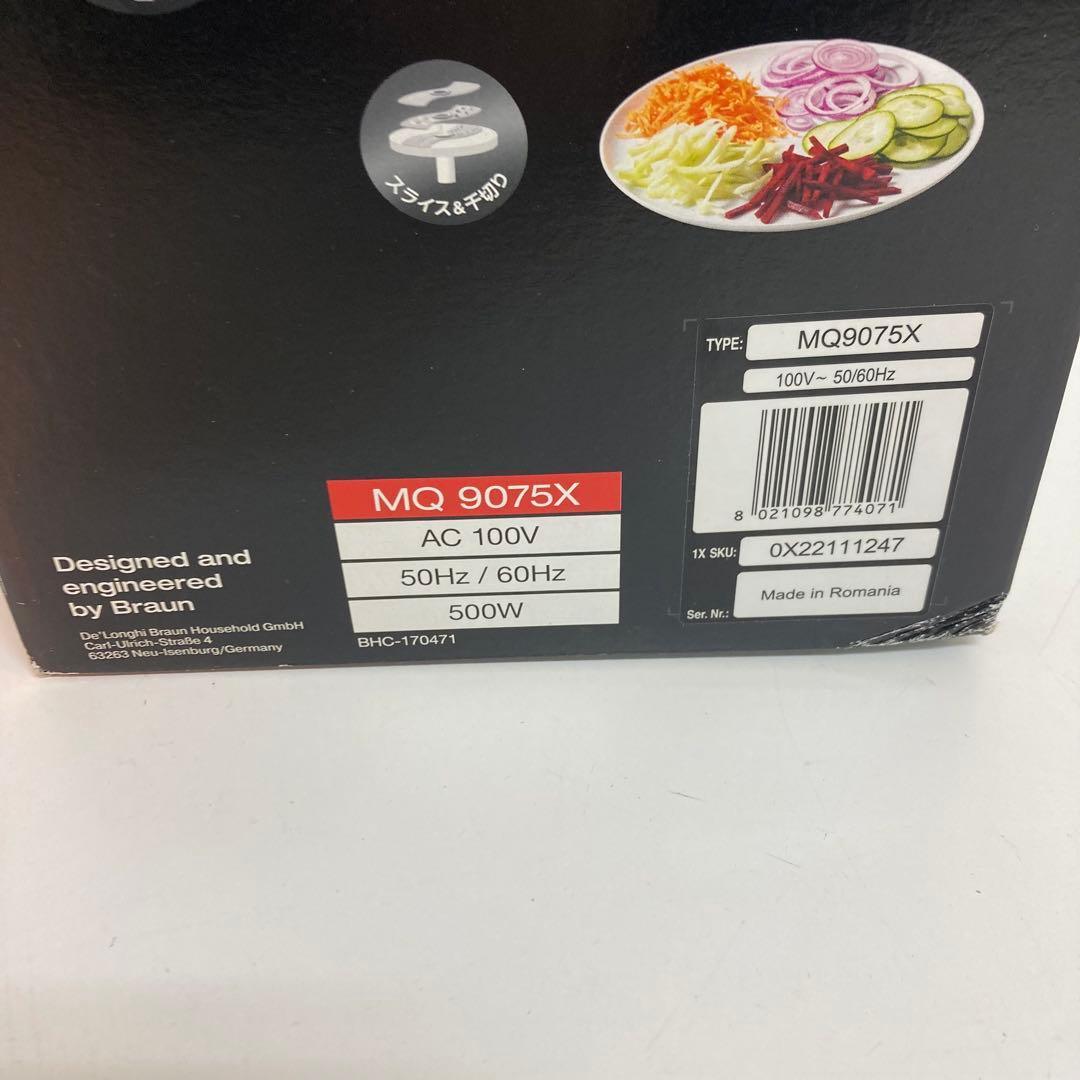 スライス&千切り
TYPE: MQ9075X
100V~ 50/60Hz
8 021098 774071
1X SKU: 0X22111247
Made in Romania
Ser. Nr.:
MQ 9075X
AC 100V
50Hz / 60Hz
500W
BHC-170471
Designed and
engineered
by Braun
De'Longhi Braun Household GmbH
Carl-Ulrich-Straße 4
63263 Neu-Isenburg/Germany